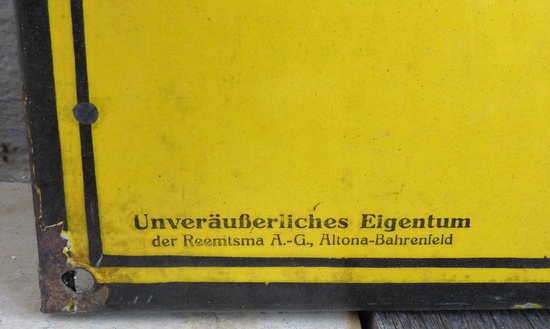 Unveräußerliches Eigentum
der Reemtsma A.-G., Altona-Bahrenfeld